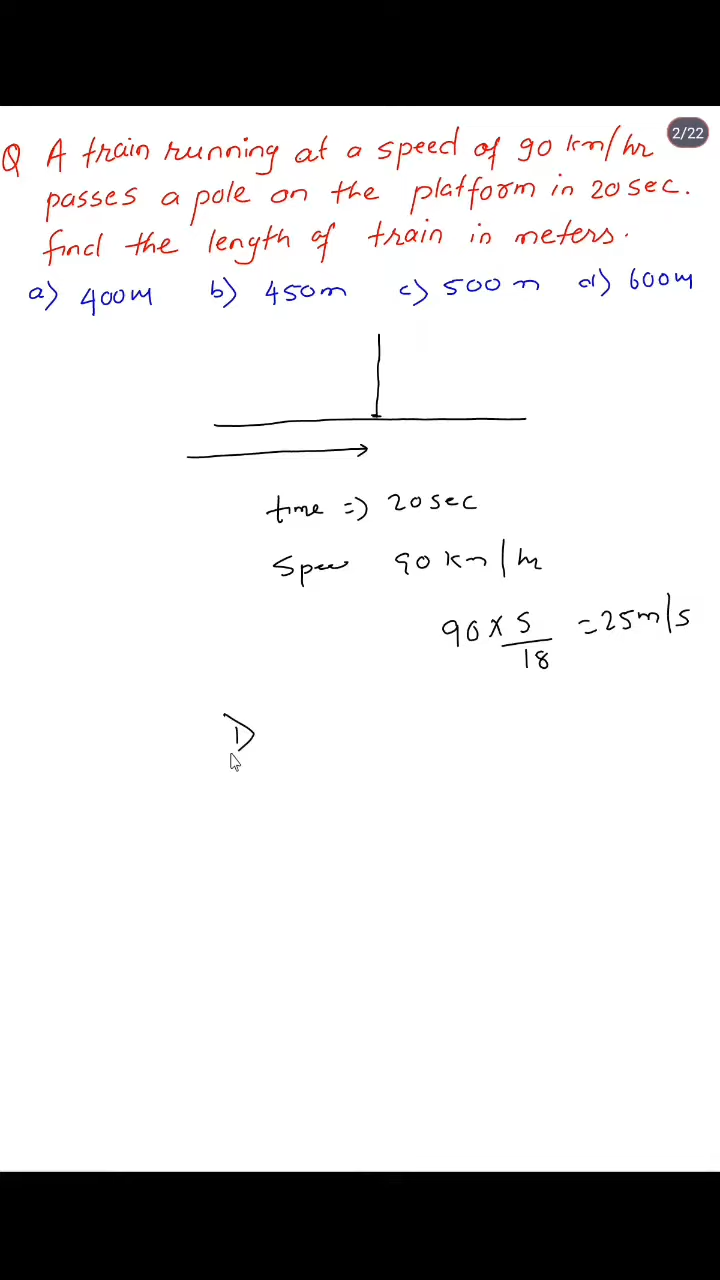 2/22
Q A train running at a speed of 90 km/hr
passes a pole on the platform in 20 sec.
find the length of train in meters.
a) 400m b) 450m c) 500m d) 600m
time => 20 sec
Spee 90 km/hr
90 x 5/18 = 25 m/s
D